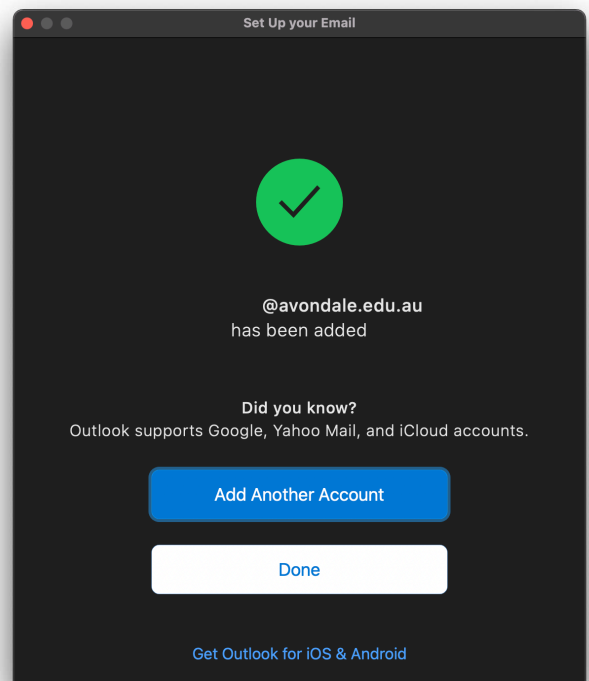 Set Up your Email
@avondale.edu.au
has been added
Did you know?
Outlook supports Google, Yahoo Mail, and iCloud accounts.
Add Another Account
Done
Get Outlook for iOS & Android